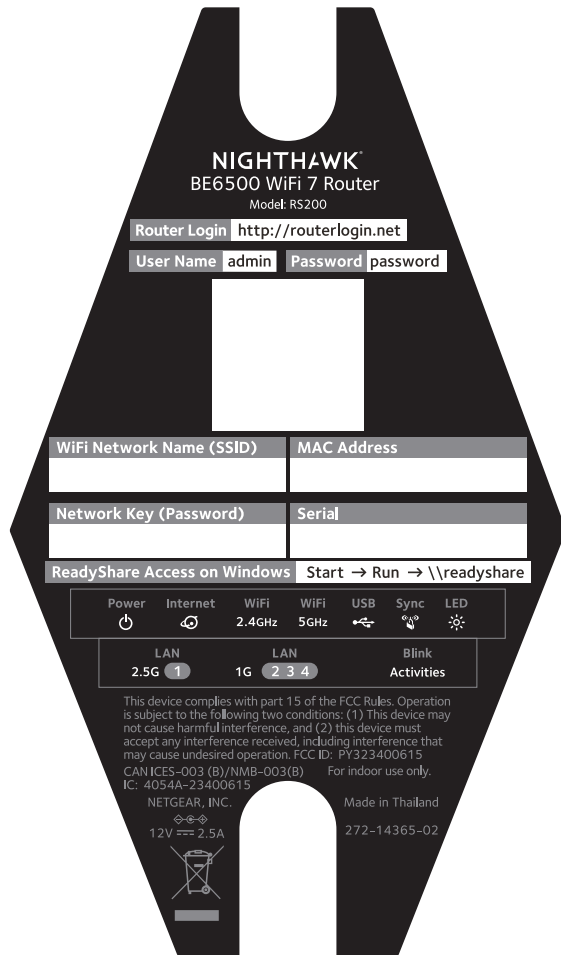 NIGHTHAWK®
BE6500 WiFi 7 Router
Model: RS200
Router Login http://routerlogin.net
User Name admin Password password
WiFi Network Name (SSID) MAC Address
Network Key (Password) Serial
ReadyShare Access on Windows Start → Run → \\readyshare
Power Internet WiFi WiFi USB Sync LED
2.4GHz 5GHz
LAN LAN Blink
2.5G 1 1G 2 3 4 Activities
This device complies with part 15 of the FCC Rules. Operation
is subject to the following two conditions: (1) This device may
not cause harmful interference, and (2) this device must
accept any interference received, including interference that
may cause undesired operation. FCC ID: PY323400615
CAN ICES-003 (B)/NMB-003(B) For indoor use only.
IC: 4054A-23400615
NETGEAR, INC. Made in Thailand
12V ⎓ 2.5A 272-14365-02